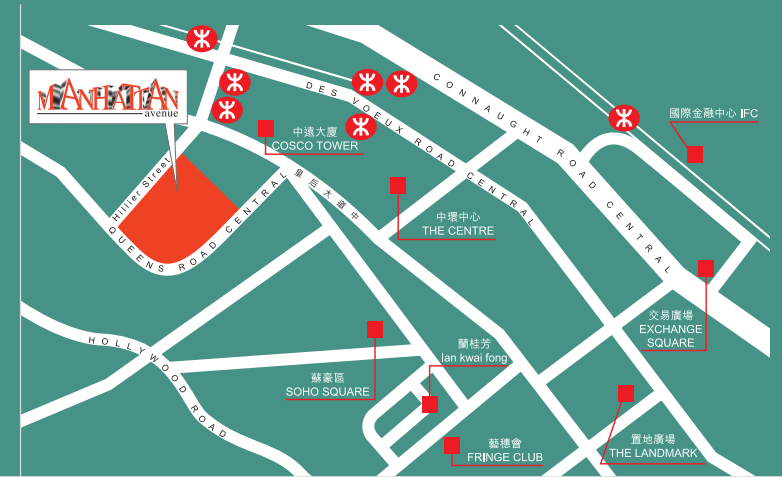 MANHATTAN
avenue
DES VOEUX ROAD CENTRAL
CONNAUGHT ROAD CENTRAL
國際金融中心 IFC
中遠大廈
COSCO TOWER
Hillier Street
皇后大道中
QUEENS ROAD CENTRAL
中環中心
THE CENTRE
交易廣場
EXCHANGE
SQUARE
HOLLYWOOD ROAD
蘭桂芳
lan kwai fong
蘇豪區
SOHO SQUARE
藝穗會
FRINGE CLUB
置地廣場
THE LANDMARK